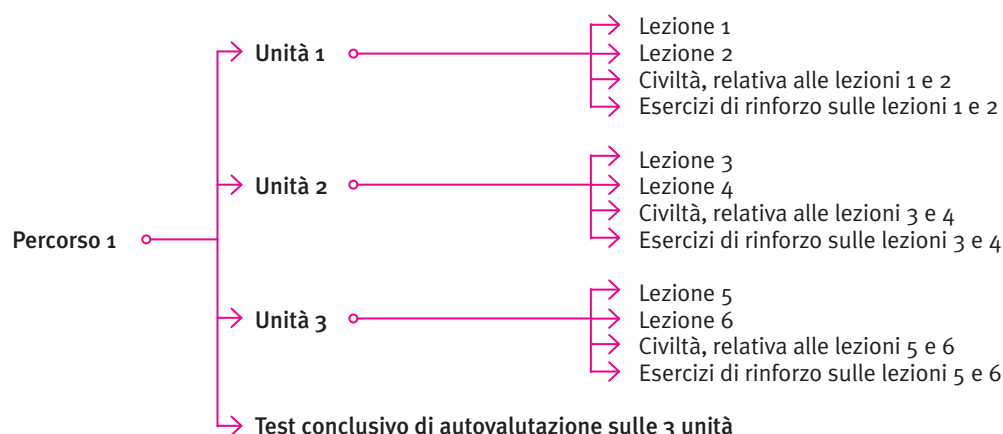 Percorso 1
Unità 1
Lezione 1
Lezione 2
Civiltà, relativa alle lezioni 1 e 2
Esercizi di rinforzo sulle lezioni 1 e 2
Unità 2
Lezione 3
Lezione 4
Civiltà, relativa alle lezioni 3 e 4
Esercizi di rinforzo sulle lezioni 3 e 4
Unità 3
Lezione 5
Lezione 6
Civiltà, relativa alle lezioni 5 e 6
Esercizi di rinforzo sulle lezioni 5 e 6
Test conclusivo di autovalutazione sulle 3 unità